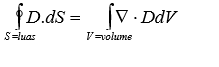 ∮ D.dS = ∫∇ · DdV
S=luas V=volume